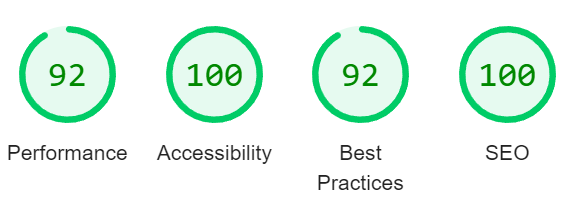 92 100 92 100
Performance Accessibility Best SEO
Practices